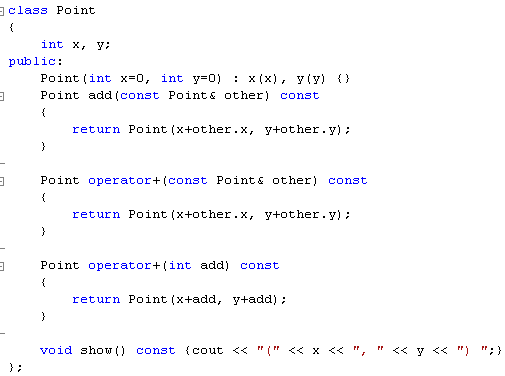 class Point
{
int x, y;
public:
Point(int x=0, int y=0) : x(x), y(y) {}
Point add(const Point& other) const
{
return Point(x+other.x, y+other.y);
}
Point operator+(const Point& other) const
{
return Point(x+other.x, y+other.y);
}
Point operator+(int add) const
{
return Point(x+add, y+add);
}
void show() const {cout << "(" << x << ", " << y << ") ";}
};